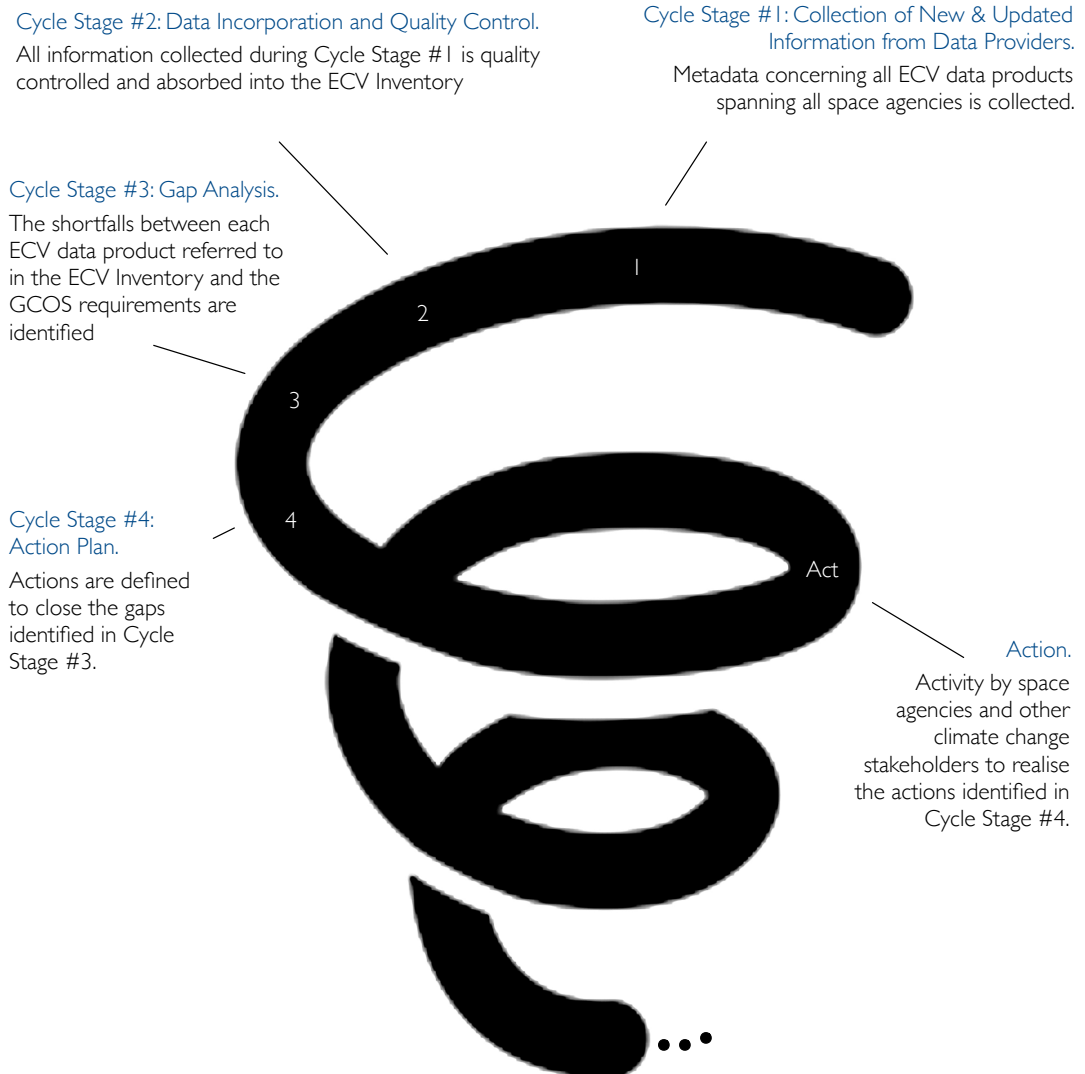 Cycle Stage #2: Data Incorporation and Quality Control.
All information collected during Cycle Stage #1 is quality
controlled and absorbed into the ECV Inventory
Cycle Stage #1: Collection of New & Updated
Information from Data Providers.
Metadata concerning all ECV data products
spanning all space agencies is collected.
Cycle Stage #3: Gap Analysis.
The shortfalls between each
ECV data product referred to
in the ECV Inventory and the
GCOS requirements are
identified
1
2
3
4
Cycle Stage #4:
Action Plan.
Actions are defined
to close the gaps
identified in Cycle
Stage #3.
Act
Action.
Activity by space
agencies and other
climate change
stakeholders to realise
the actions identified in
Cycle Stage #4.